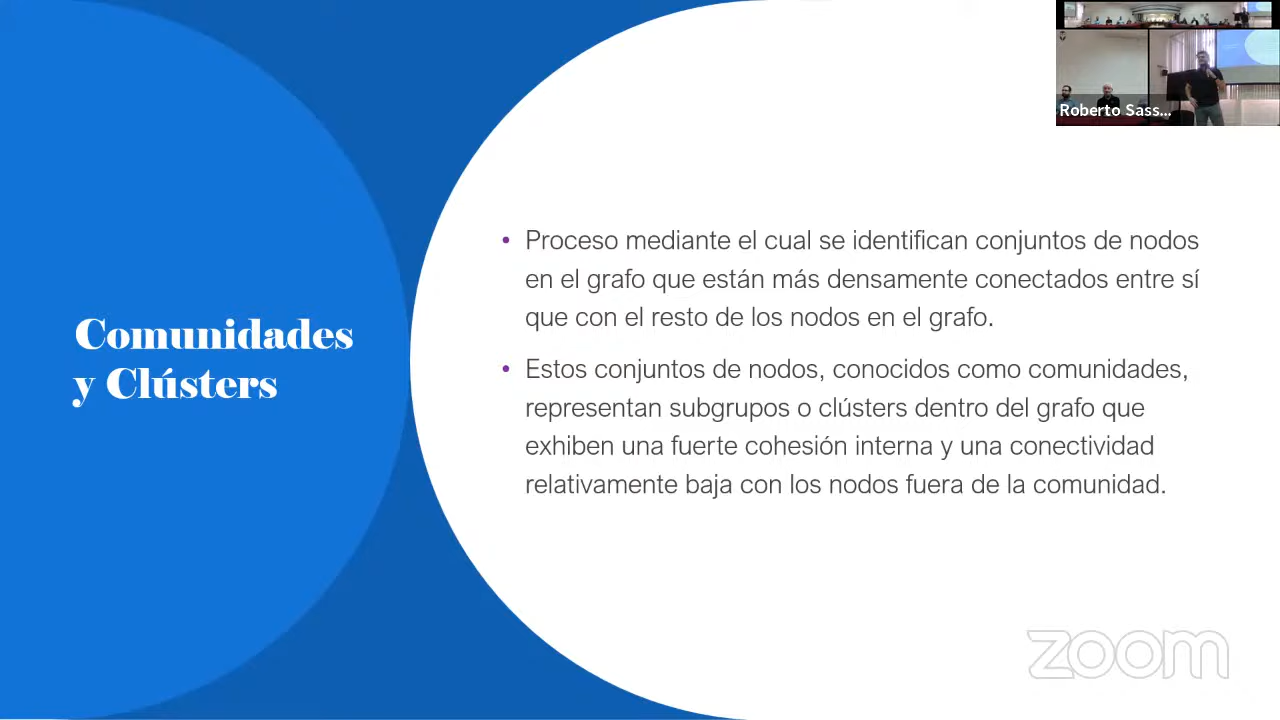 Roberto Sass...
Comunidades
y Clústers
• Proceso mediante el cual se identifican conjuntos de nodos
en el grafo que están más densamente conectados entre sí
que con el resto de los nodos en el grafo.
• Estos conjuntos de nodos, conocidos como comunidades,
representan subgrupos o clústers dentro del grafo que
exhiben una fuerte cohesión interna y una conectividad
relativamente baja con los nodos fuera de la comunidad.
zoom